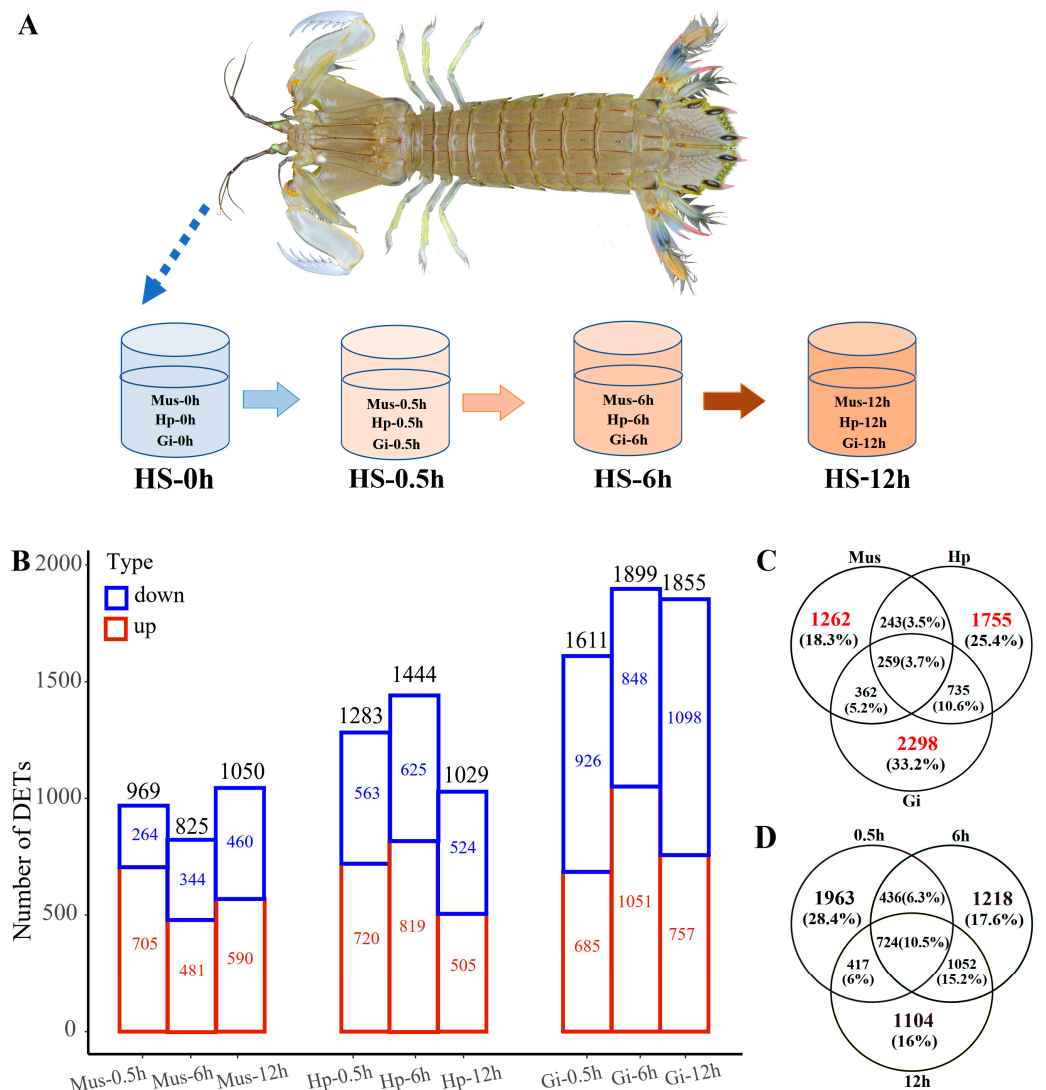 A
Mus-0h
Hp-0h
Gi-0h
HS-0h
Mus-0.5h
Hp-0.5h
Gi-0.5h
HS-0.5h
Mus-6h
Hp-6h
Gi-6h
HS-6h
Mus-12h
Hp-12h
Gi-12h
HS-12h
B
Number of DETs
2000
1500
1000
500
0
Type
down
up
969
264
705
825
344
481
1050
460
590
1283
563
720
1444
625
819
1029
524
505
1611
926
685
1899
848
1051
1855
1098
757
Mus-0.5h
Mus-6h
Mus-12h
Hp-0.5h
Hp-6h
Hp-12h
Gi-0.5h
Gi-6h
Gi-12h
C
Mus
Hp
1262
(18.3%)
243(3.5%)
1755
(25.4%)
259(3.7%)
362
(5.2%)
735
(10.6%)
2298
(33.2%)
Gi
D
0.5h
6h
1963
(28.4%)
436(6.3%)
1218
(17.6%)
724(10.5%)
417
(6%)
1052
(15.2%)
1104
(16%)
12h